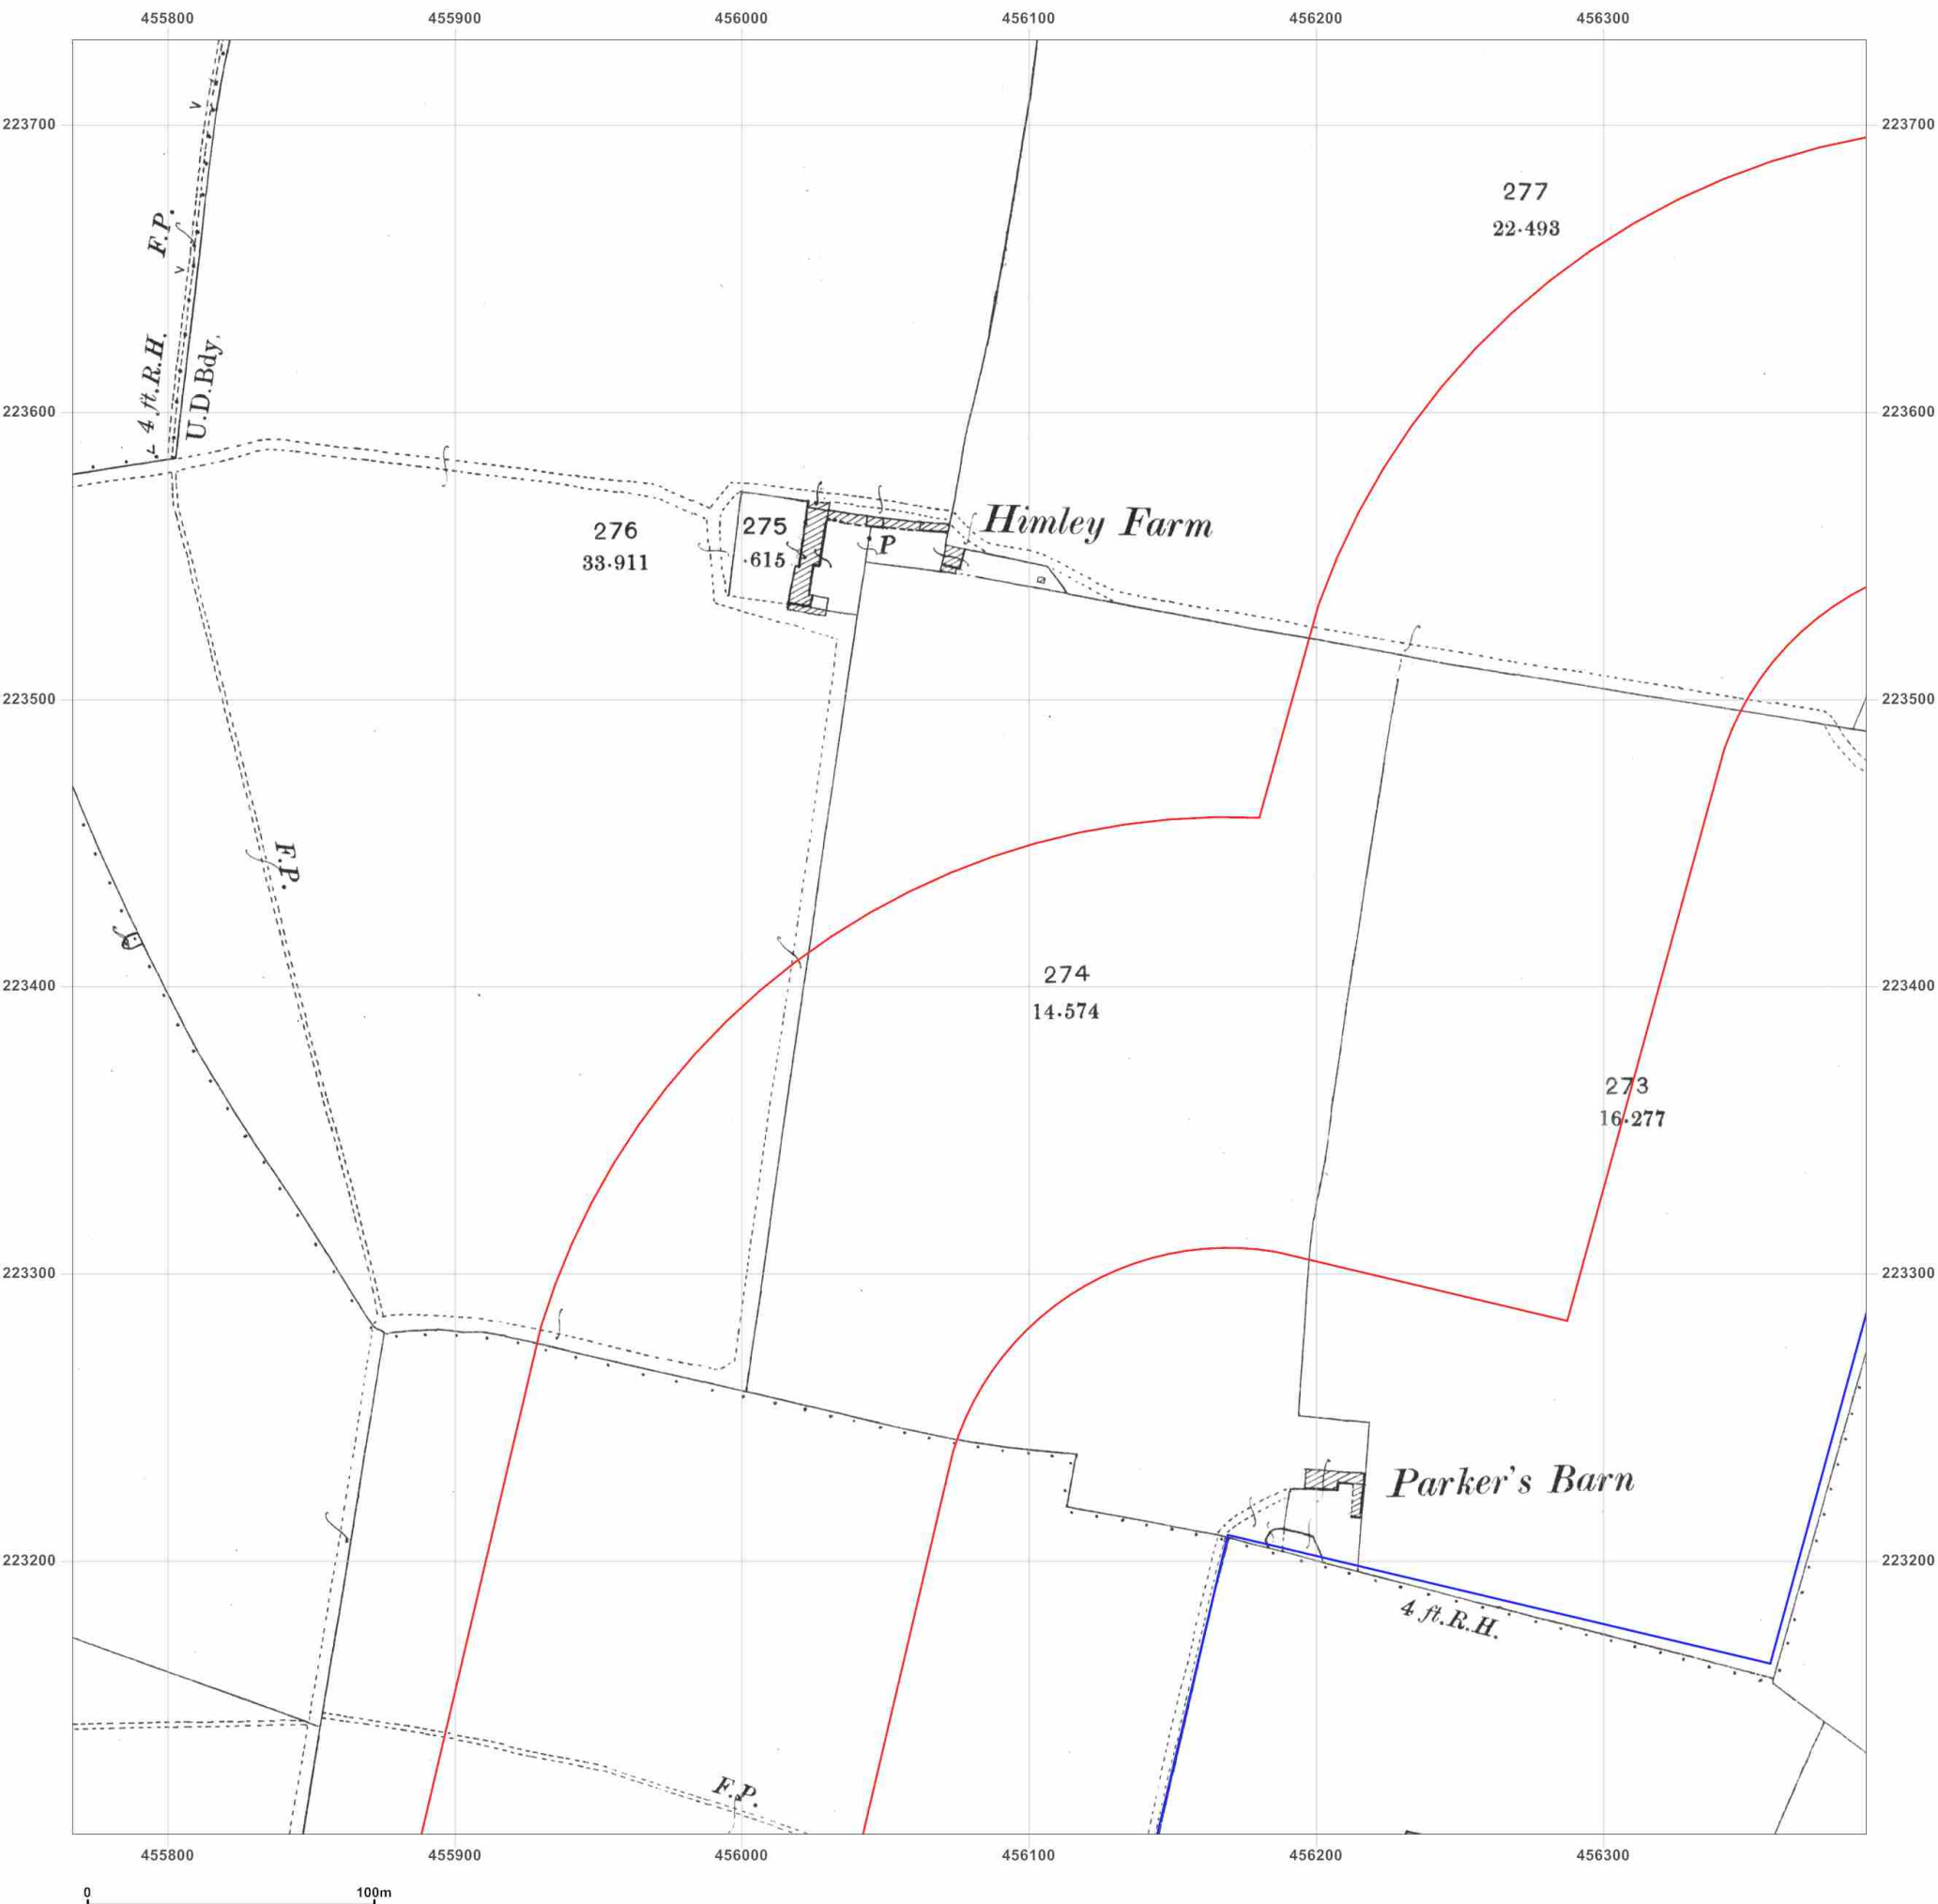 455800 455900 456000 456100 456200 456300
223700 223700
277
22·493
F.P.
4 ft. R.H.
U.D.Bdy.
223600 223600
Himley Farm
276
33.911
275
.615
P
223500 223500
F.P.
274
14·574
223400 223400
273
16·277
223300 223300
Parker's Barn
223200 223200
4 ft. R.H.
F.P.
455800 455900 456000 456100 456200 456300
0 100m